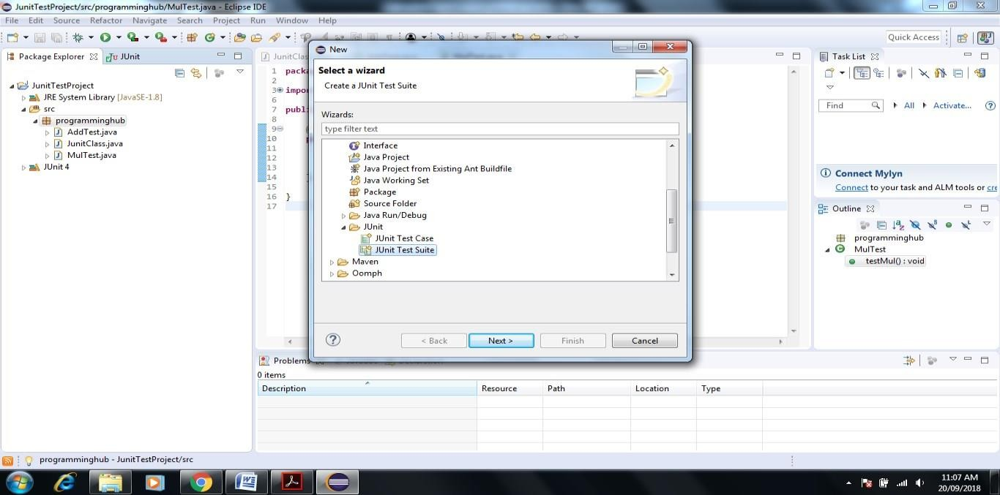 JunitTestProject/src/programminghub/MulTest.java - Eclipse IDE
File Edit Source Refactor Navigate Search Project Run Window Help
Quick Access
Package Explorer JUnit
JunitTestProject
JRE System Library [JavaSE-1.8]
src
programminghub
AddTest.java
JunitClass.java
MulTest.java
JUnit 4
JunitClas
1 packa
2
3 impor
6
7 publi
8
9
10
11
12
13
14
15
16 }
17
New
Select a wizard
Create a JUnit Test Suite
Wizards:
type filter text
Interface
Java Project
Java Project from Existing Ant Buildfile
Java Working Set
Package
Source Folder
Java Run/Debug
JUnit
JUnit Test Case
JUnit Test Suite
Maven
Oomph
? < Back Next > Finish Cancel
Task List
Find All Activate... ?
Connect Mylyn
Connect to your task and ALM tools or cre
Outline
programminghub
MulTest
testMul() : void
Problems
0 items
Description Resource Path Location Type
programminghub - JunitTestProject/src
11:07 AM
20/09/2018